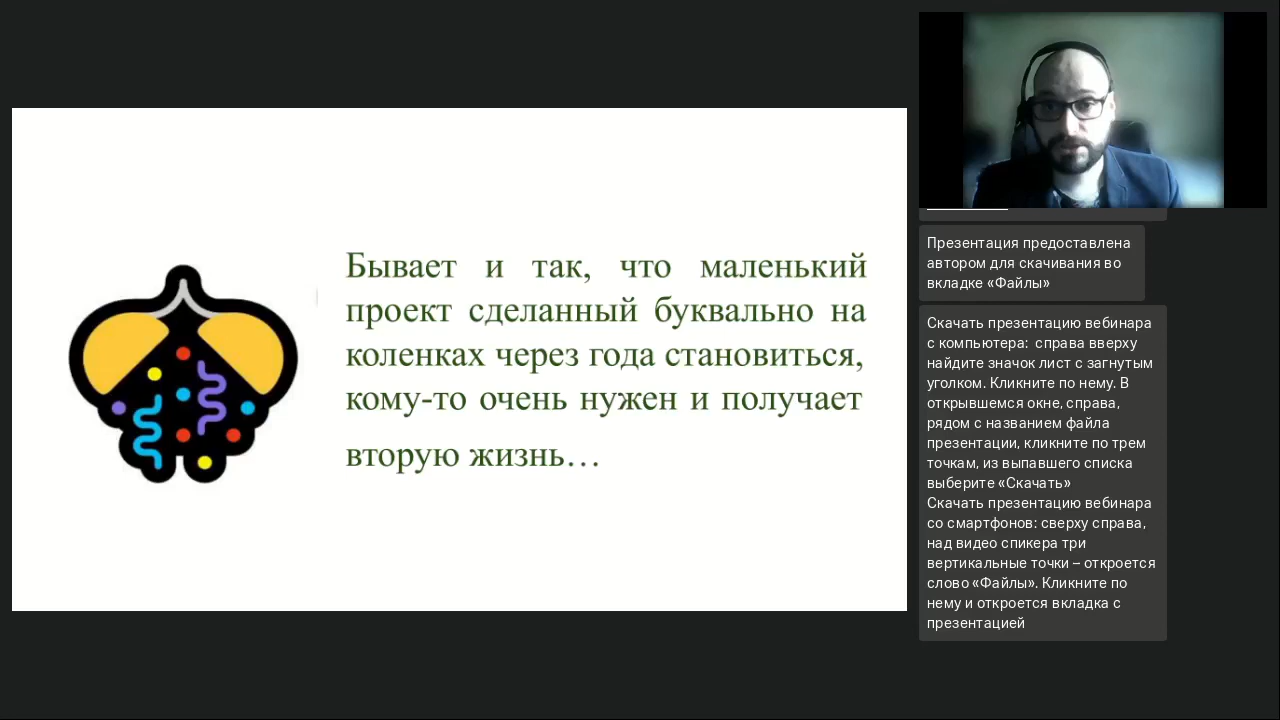 Бывает и так, что маленький
проект сделанный буквально на
коленках через года становиться,
кому-то очень нужен и получает
вторую жизнь…
Презентация предоставлена
автором для скачивания во
вкладке «Файлы»
Скачать презентацию вебинара
с компьютера: справа вверху
найдите значок лист с загнутым
уголком. Кликните по нему. В
открывшемся окне, справа,
рядом с названием файла
презентации, кликните по трем
точкам, из выпавшего списка
выберите «Скачать»
Скачать презентацию вебинара
со смартфонов: сверху справа,
над видео спикера три
вертикальные точки – откроется
слово «Файлы». Кликните по
нему и откроется вкладка с
презентацией